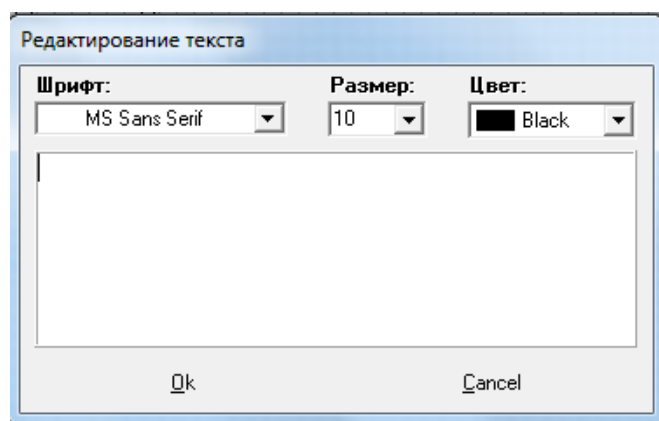 Редактирование текста
Шрифт: Размер: Цвет:
MS Sans Serif 10 Black
Ok Cancel